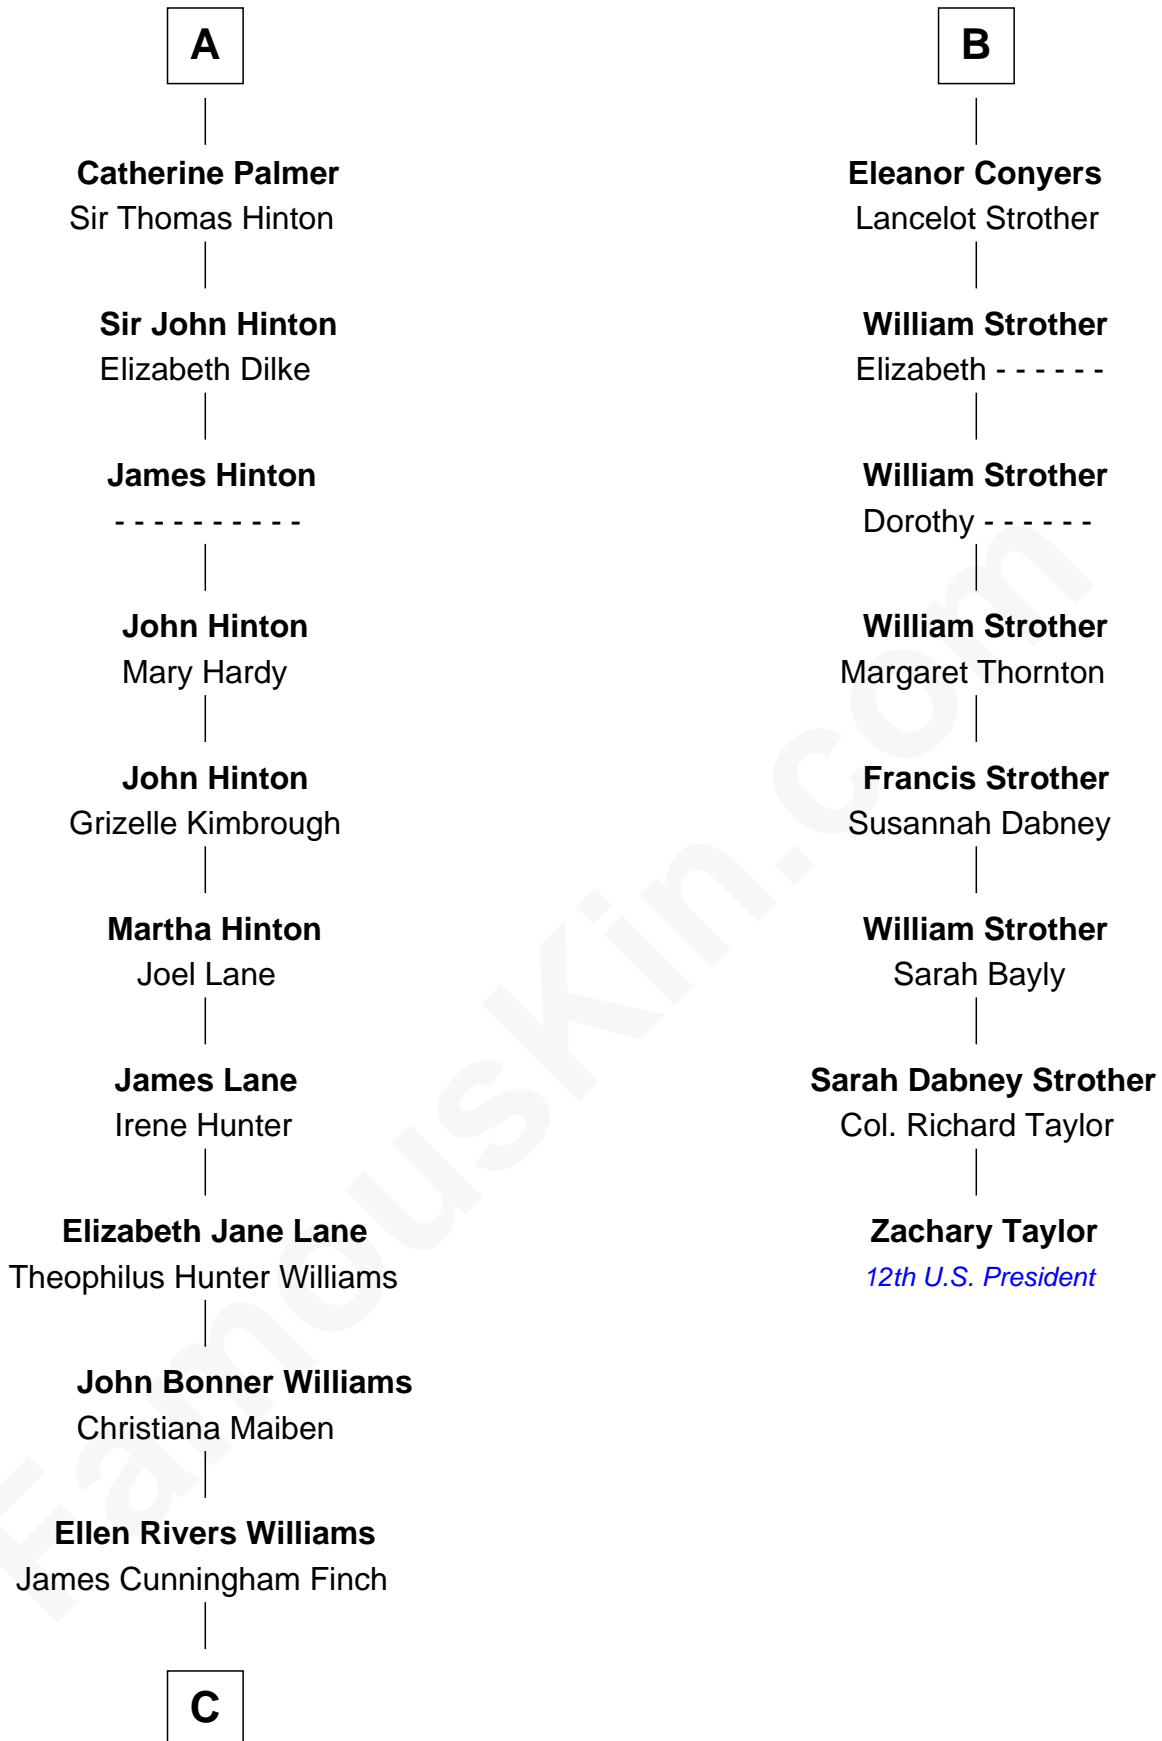 A
Catherine Palmer
Sir Thomas Hinton
Sir John Hinton
Elizabeth Dilke
James Hinton
- - - - - - - - - -
John Hinton
Mary Hardy
John Hinton
Grizelle Kimbrough
Martha Hinton
Joel Lane
James Lane
Irene Hunter
Elizabeth Jane Lane
Theophilus Hunter Williams
John Bonner Williams
Christiana Maiben
Ellen Rivers Williams
James Cunningham Finch
C
B
Eleanor Conyers
Lancelot Strother
William Strother
Elizabeth - - - - - -
William Strother
Dorothy - - - - - -
William Strother
Margaret Thornton
Francis Strother
Susannah Dabney
William Strother
Sarah Bayly
Sarah Dabney Strother
Col. Richard Taylor
Zachary Taylor
12th U.S. President
FamousKin.com